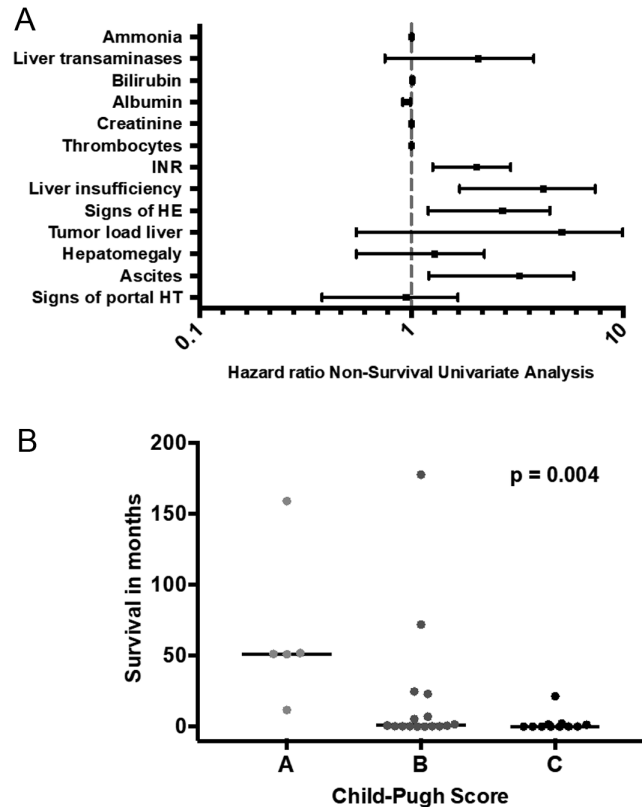 A
Ammonia
Liver transaminases
Bilirubin
Albumin
Creatinine
Thrombocytes
INR
Liver insufficiency
Signs of HE
Tumor load liver
Hepatomegaly
Ascites
Signs of portal HT
0.1 1 10
Hazard ratio Non-Survival Univariate Analysis
B
200
p = 0.004
150
100
50
0
Survival in months
A B C
Child-Pugh Score